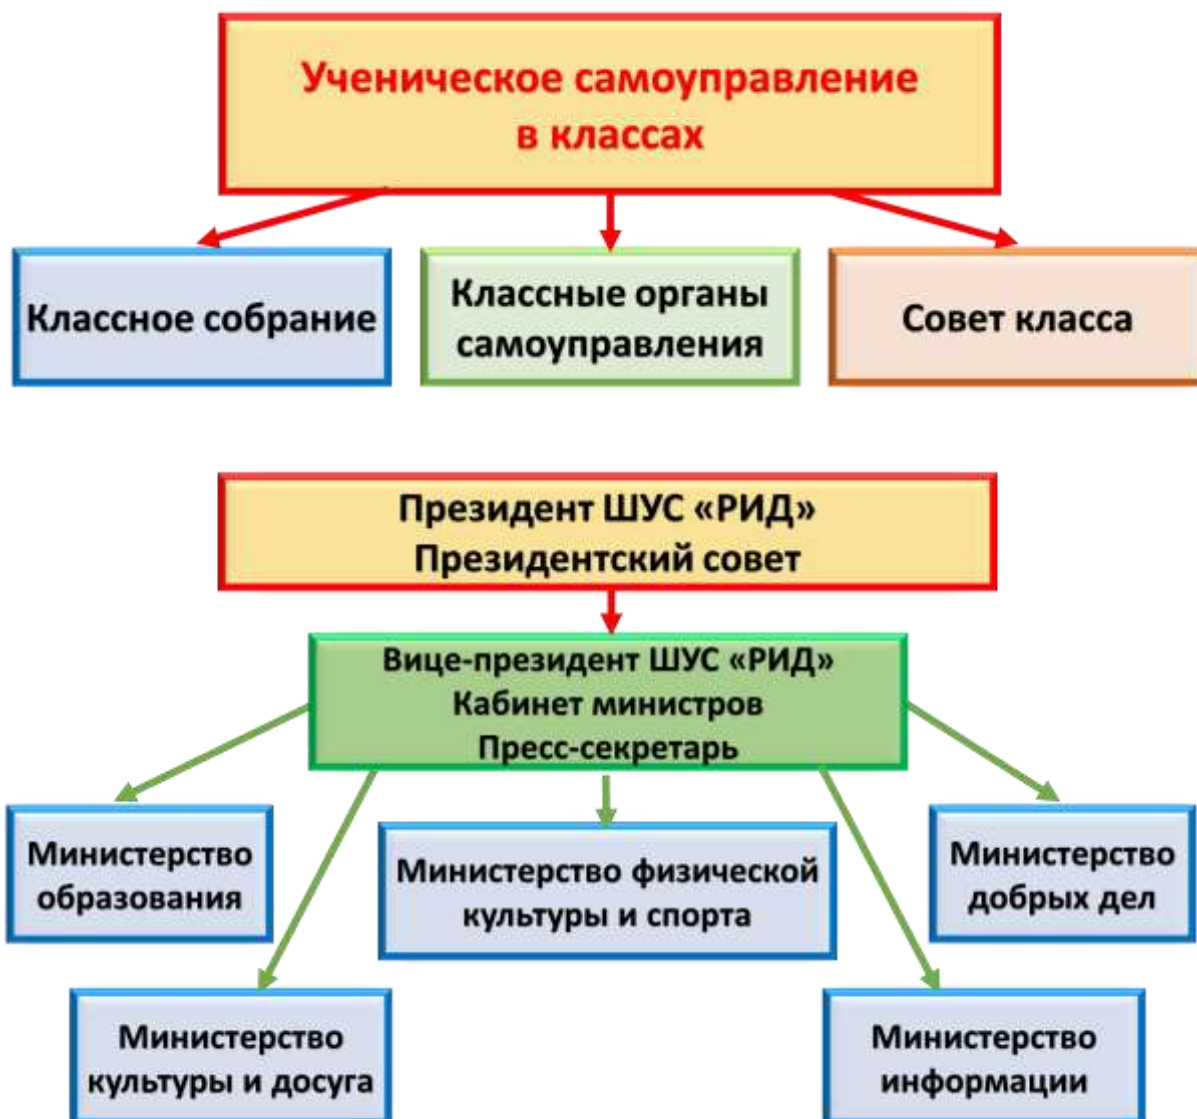 Ученическое самоуправление
в классах
Классное собрание
Классные органы
самоуправления
Совет класса
Президент ШУС «РИД»
Президентский совет
Вице-президент ШУС «РИД»
Кабинет министров
Пресс-секретарь
Министерство
образования
Министерство физической
культуры и спорта
Министерство
добрых дел
Министерство
культуры и досуга
Министерство
информации